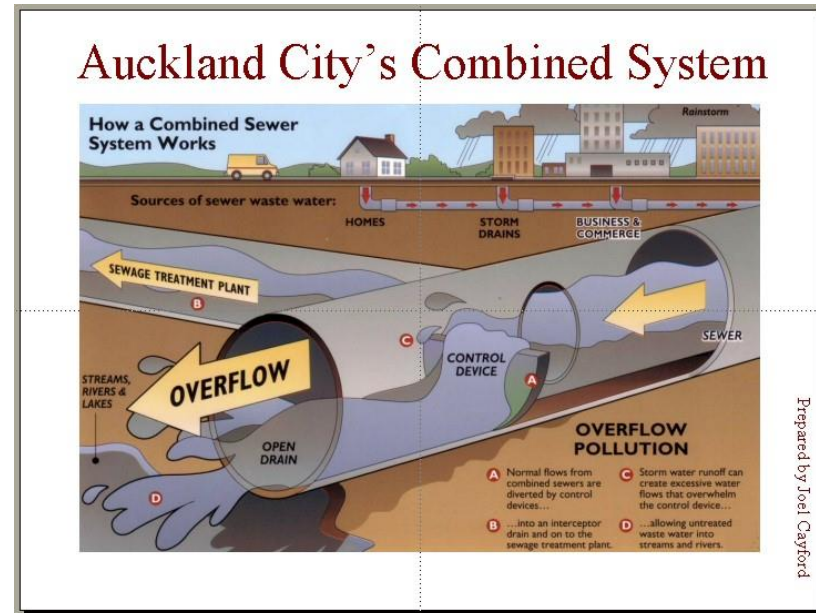 Auckland City's Combined System
How a Combined Sewer
System Works
Rainstorm
Sources of sewer waste water:
HOMES
STORM
DRAINS
BUSINESS &
COMMERCE
SEWAGE TREATMENT PLANT
B
C
CONTROL
DEVICE
A
SEWER
STREAMS,
RIVERS &
LAKES
OVERFLOW
OPEN
DRAIN
D
OVERFLOW
POLLUTION
A Normal flows from
combined sewers are
diverted by control
devices...
B ...into an interceptor
drain and on to the
sewage treatment plant.
C Storm water runoff can
create excessive water
flows that overwhelm
the control device...
D ...allowing untreated
waste water into
streams and rivers.
Prepared by Joel Cayford